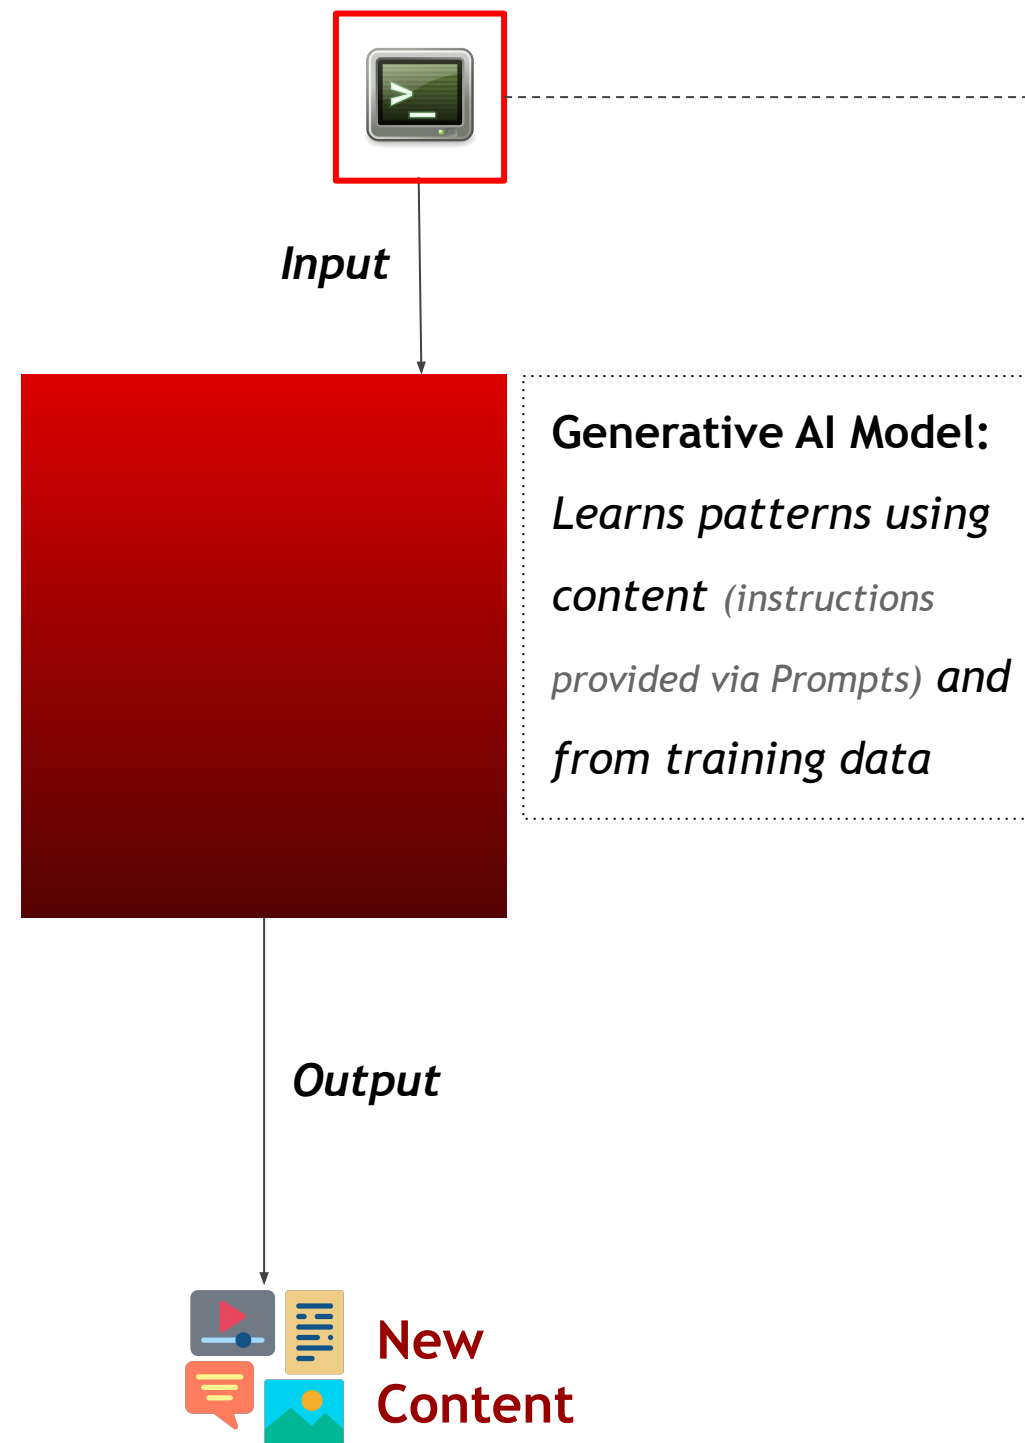 >_
Input
Generative AI Model:
Learns patterns using
content (instructions
provided via Prompts) and
from training data
Output
New
Content